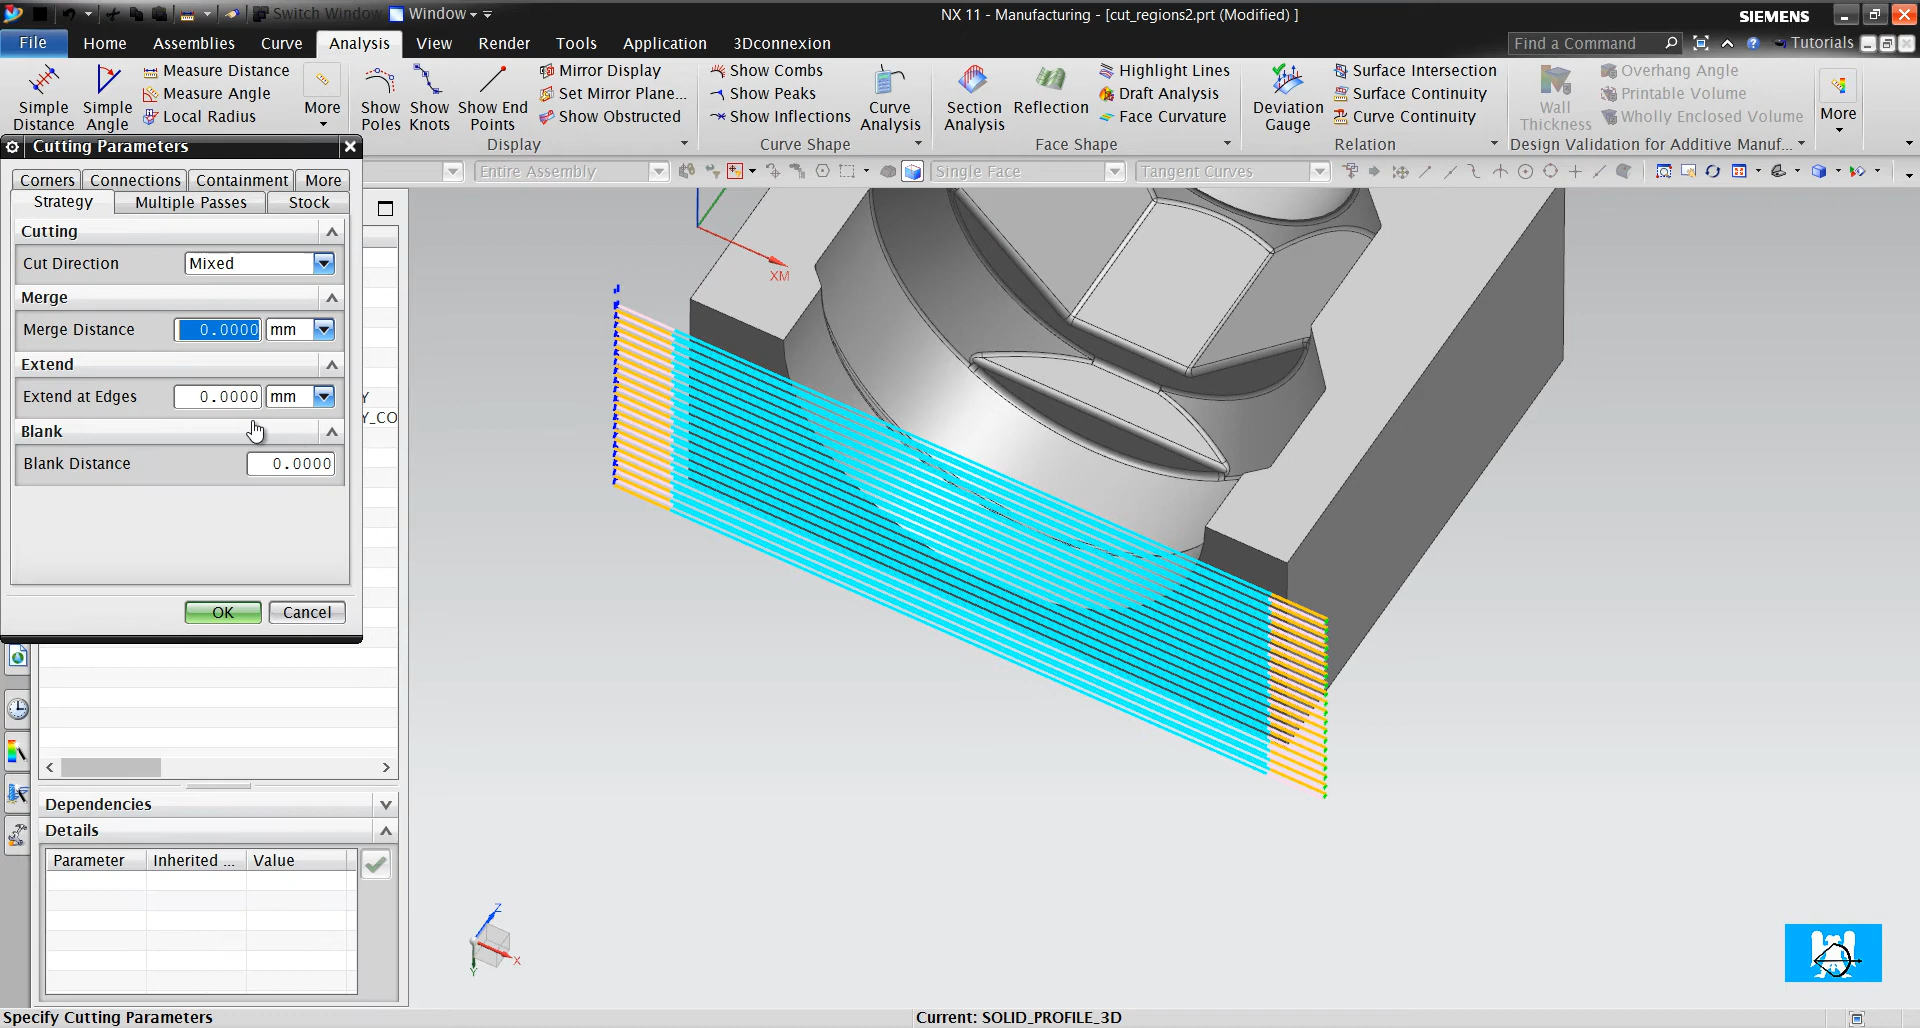 Switch Window Window
NX 11 - Manufacturing - [cut_regions2.prt (Modified) ]
SIEMENS
File Home Assemblies Curve Analysis View Render Tools Application 3Dconnexion
Find a Command
Tutorials
Simple Distance
Simple Angle
Measure Distance
Measure Angle
Local Radius
More
Show Poles
Show Knots
Show End Points
Mirror Display
Set Mirror Plane...
Show Obstructed
Display
Show Combs
Show Peaks
Show Inflections
Curve Analysis
Curve Shape
Section Analysis
Reflection
Highlight Lines
Draft Analysis
Face Curvature
Face Shape
Deviation Gauge
Surface Intersection
Surface Continuity
Curve Continuity
Relation
Wall Thickness
Overhang Angle
Printable Volume
Wholly Enclosed Volume
Design Validation for Additive Manuf...
More
Entire Assembly
Single Face
Tangent Curves
Cutting Parameters
Corners Connections Containment More
Strategy Multiple Passes Stock
Cutting
Cut Direction Mixed
Merge
Merge Distance 0.0000 mm
Extend
Extend at Edges 0.0000 mm
Blank
Blank Distance 0.0000
OK Cancel
Y
Y_CO
XM
Dependencies
Details
Parameter Inherited ... Value
Z
X
Y
Specify Cutting Parameters
Current: SOLID_PROFILE_3D